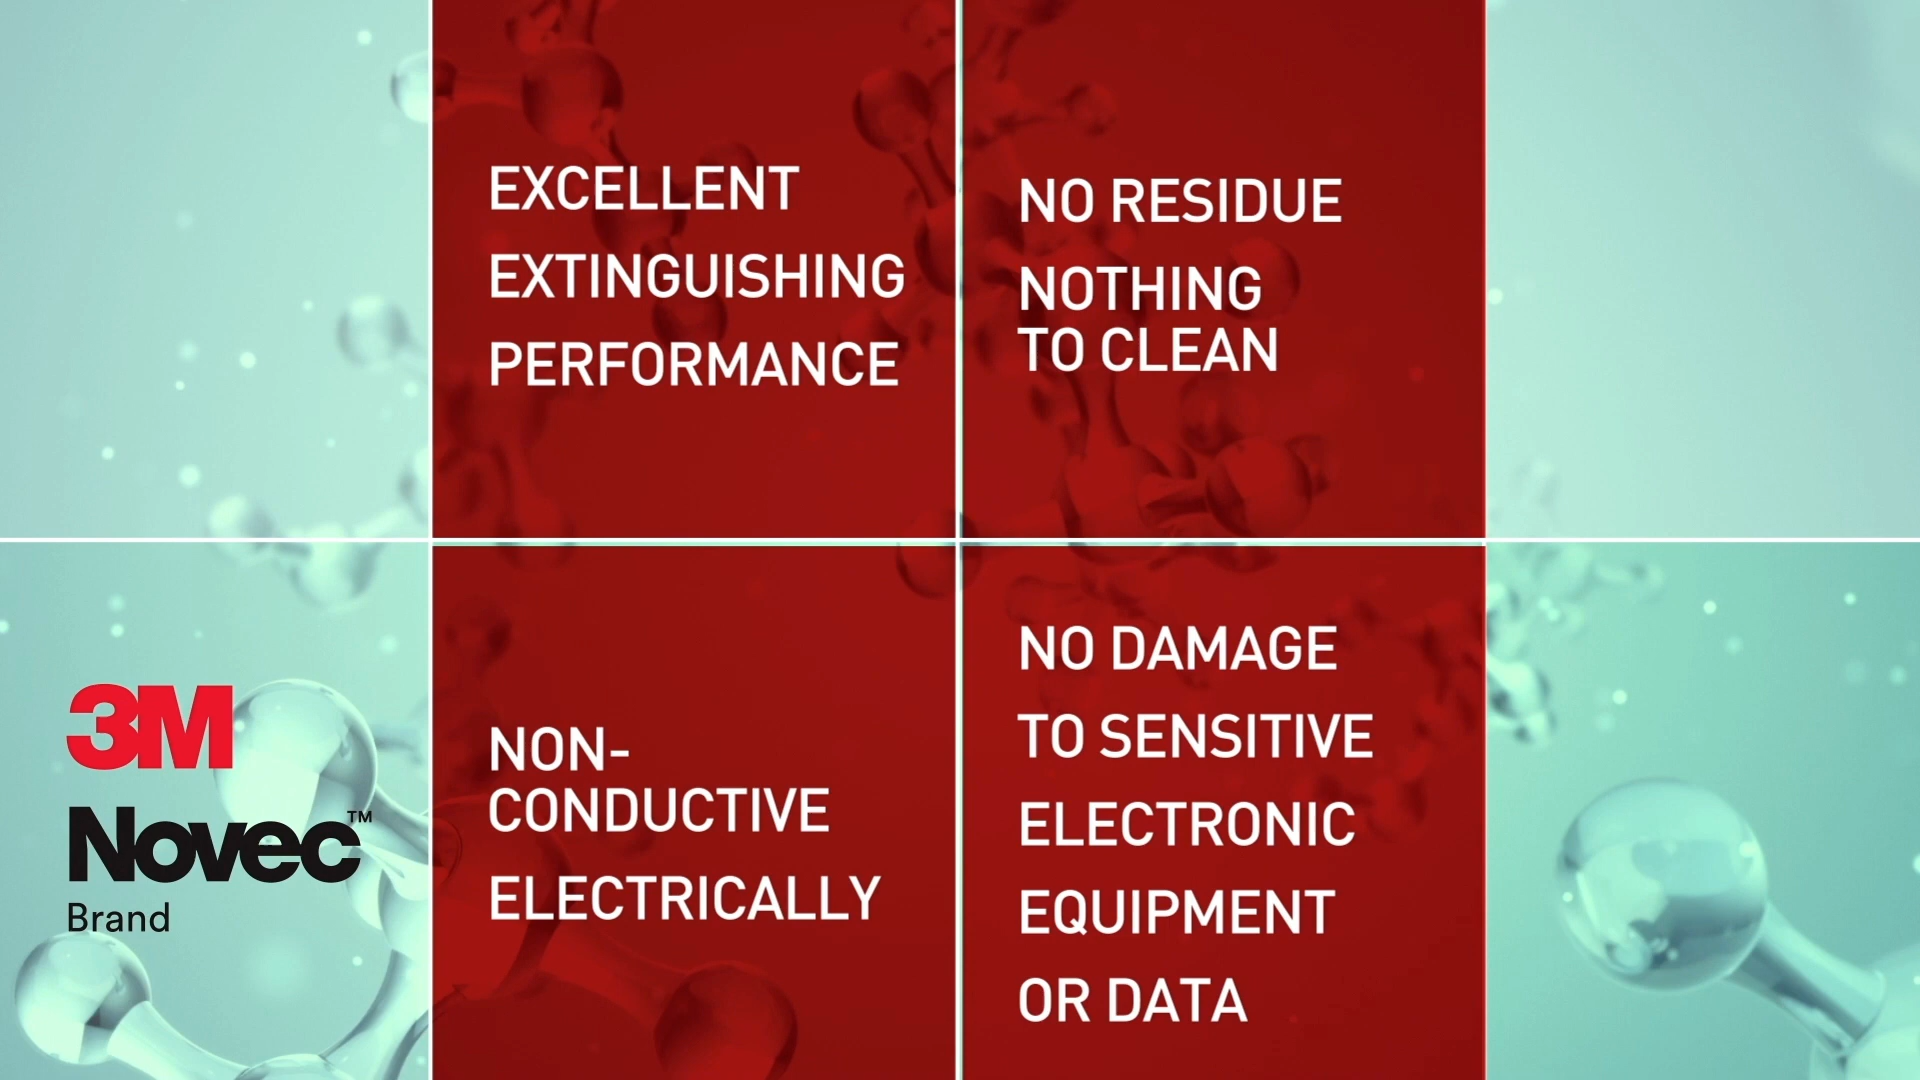 EXCELLENT
EXTINGUISHING
PERFORMANCE
NO RESIDUE
NOTHING
TO CLEAN
3M
Novec™
Brand
NON-
CONDUCTIVE
ELECTRICALLY
NO DAMAGE
TO SENSITIVE
ELECTRONIC
EQUIPMENT
OR DATA